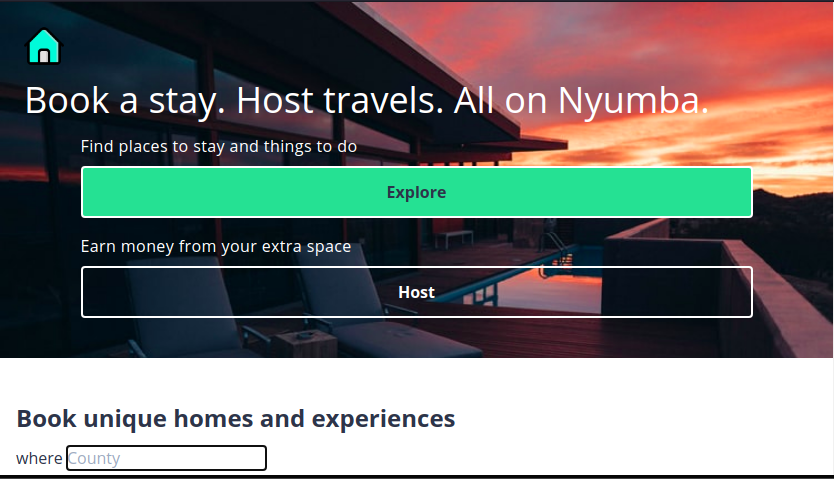 Book a stay. Host travels. All on Nyumba.
Find places to stay and things to do
Explore
Earn money from your extra space
Host
Book unique homes and experiences
where County